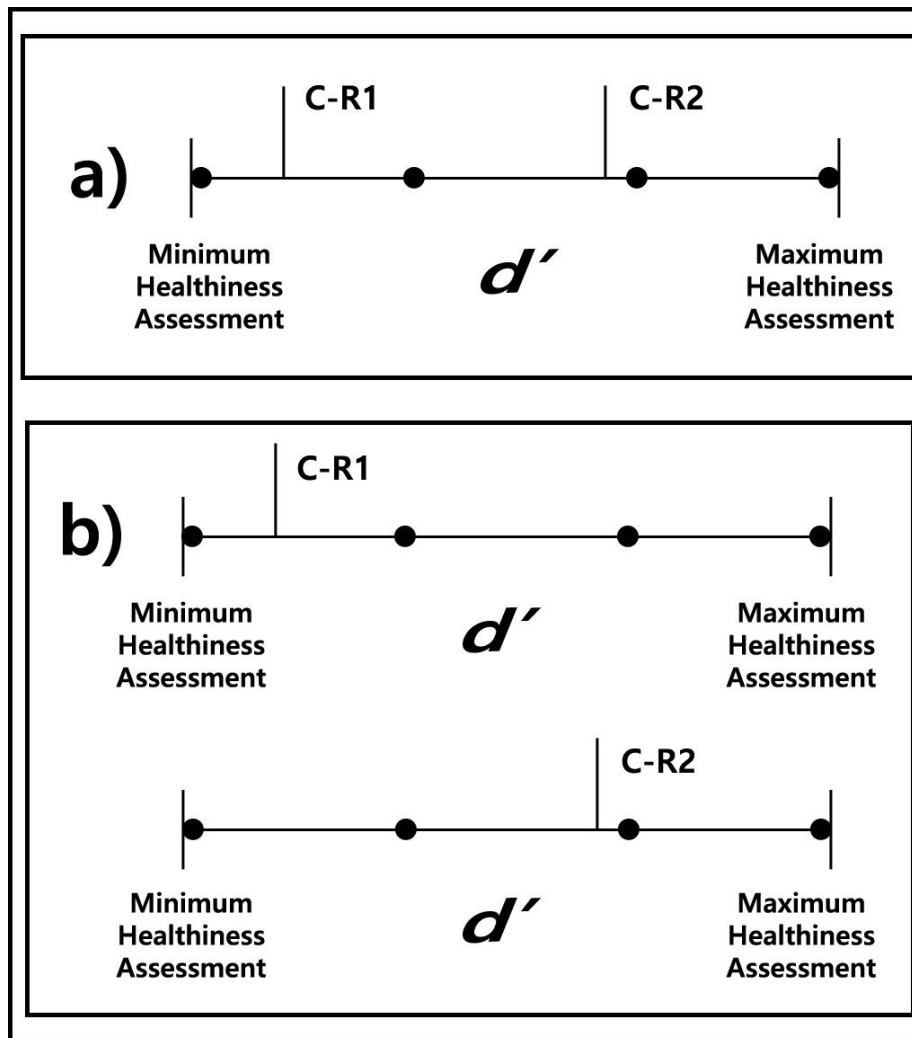 C-R1
C-R2
a)
Minimum
Healthiness
Assessment
d′
Maximum
Healthiness
Assessment
C-R1
b)
Minimum
Healthiness
Assessment
d′
Maximum
Healthiness
Assessment
C-R2
Minimum
Healthiness
Assessment
d′
Maximum
Healthiness
Assessment